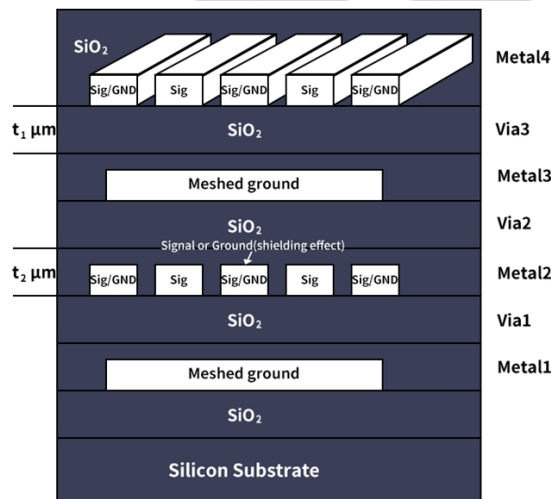 SiO₂
Metal4
Sig/GND Sig Sig/GND Sig Sig/GND
t₁ μm
SiO₂
Via3
Meshed ground
Metal3
SiO₂
Via2
Signal or Ground(shielding effect)
t₂ μm
Sig/GND Sig Sig/GND Sig Sig/GND
Metal2
SiO₂
Via1
Meshed ground
Metal1
SiO₂
Silicon Substrate